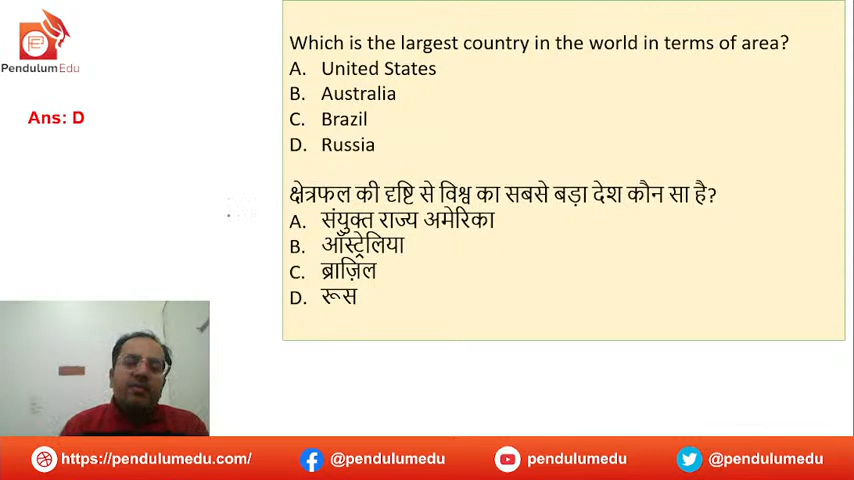 PendulumEdu
Ans: D
Which is the largest country in the world in terms of area?
A. United States
B. Australia
C. Brazil
D. Russia
क्षेत्रफल की दृष्टि से विश्व का सबसे बड़ा देश कौन सा है?
A. संयुक्त राज्य अमेरिका
B. ऑस्ट्रेलिया
C. ब्राज़िल
D. रूस
https://pendulumedu.com/
@pendulumedu
pendulumedu
@pendulumedu